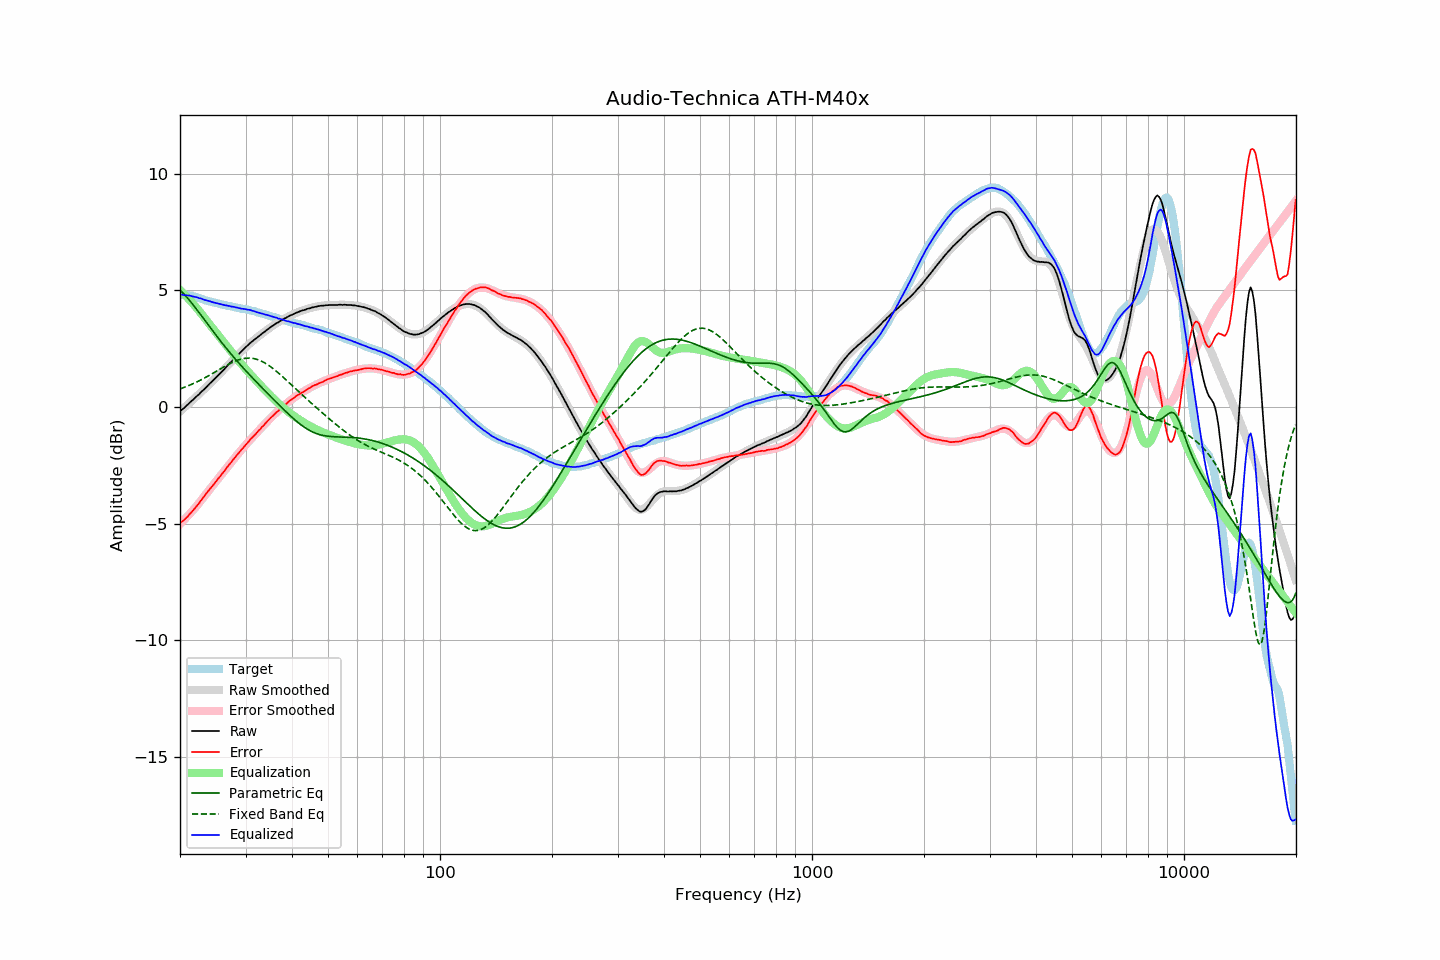 Audio-Technica ATH-M40x
10
5
0
−5
−10
−15
Amplitude (dBr)
Target
Raw Smoothed
Error Smoothed
Raw
Error
Equalization
Parametric Eq
Fixed Band Eq
Equalized
100
1000
10000
Frequency (Hz)